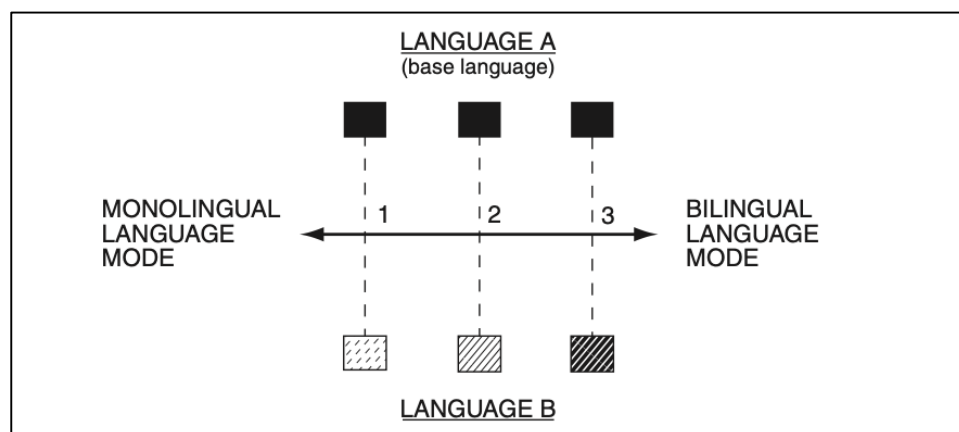 LANGUAGE A
(base language)
1
2
3
MONOLINGUAL
LANGUAGE
MODE
BILINGUAL
LANGUAGE
MODE
LANGUAGE B